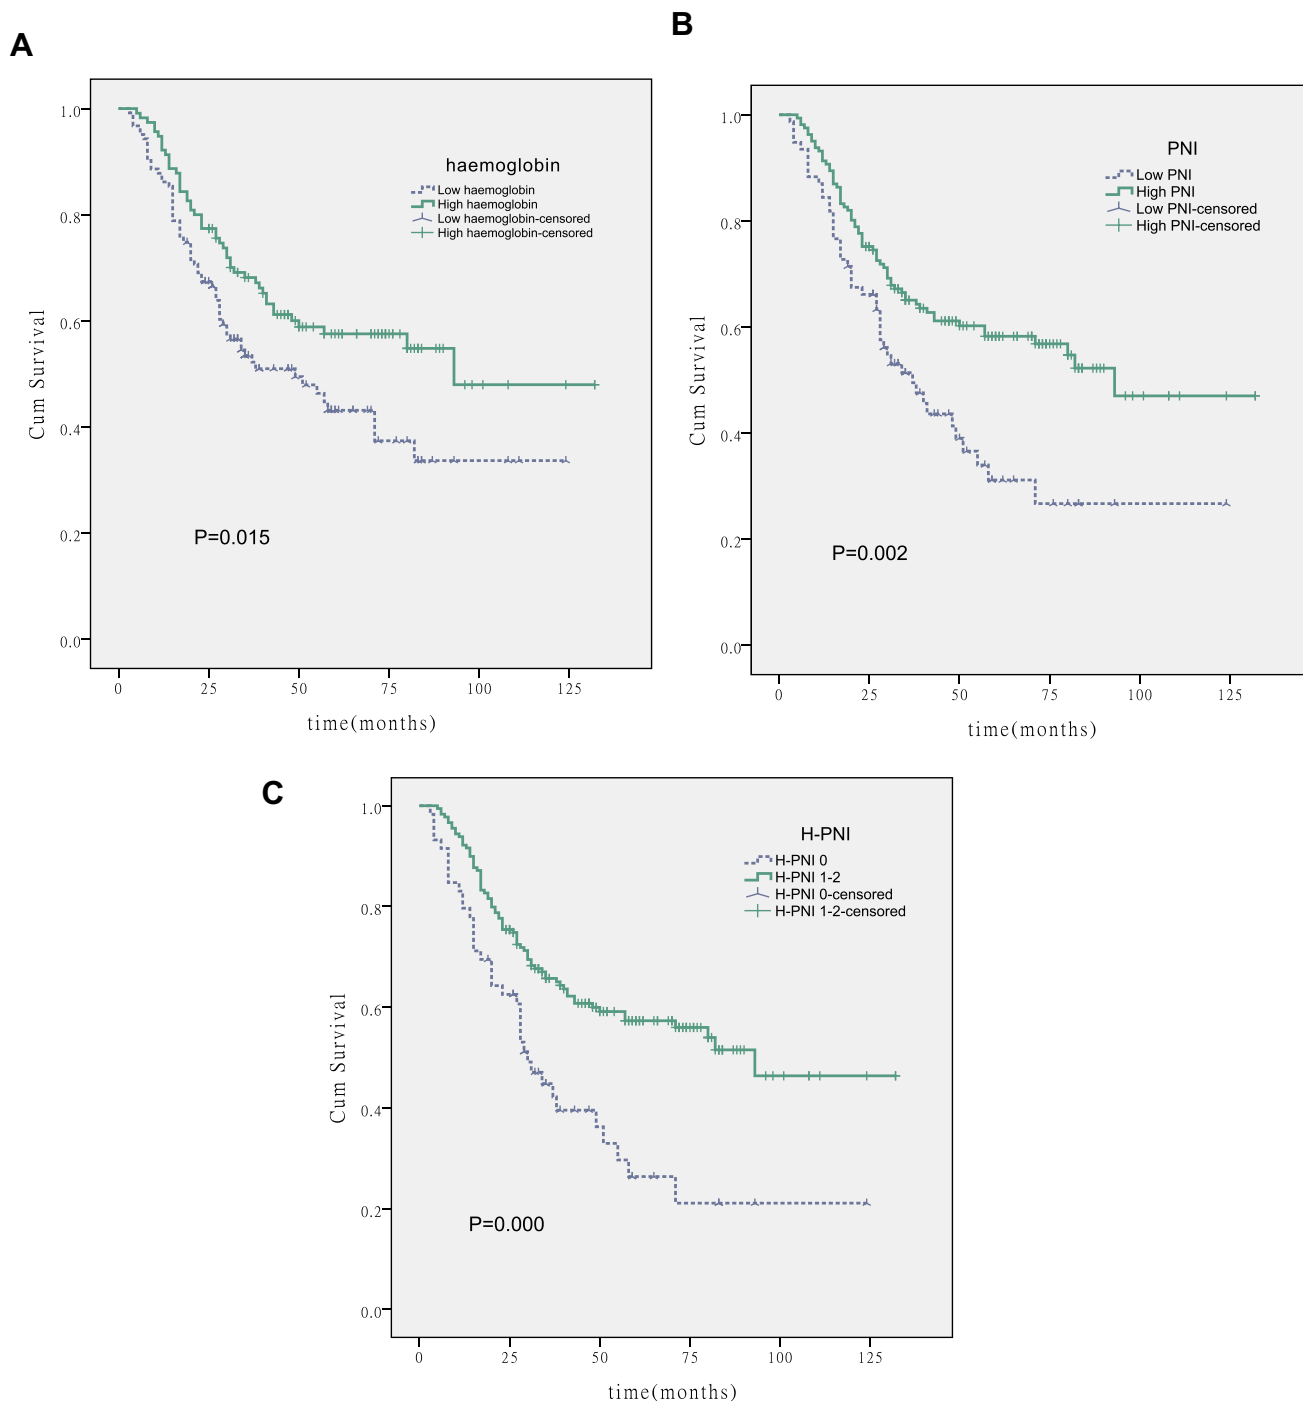 A
haemoglobin
Low haemoglobin
High haemoglobin
Low haemoglobin-censored
High haemoglobin-censored
Cum Survival
1.0
0.8
0.6
0.4
0.2
0.0
P=0.015
0 25 50 75 100 125
time(months)
B
PNI
Low PNI
High PNI
Low PNI-censored
High PNI-censored
Cum Survival
1.0
0.8
0.6
0.4
0.2
0.0
P=0.002
0 25 50 75 100 125
time(months)
C
H-PNI
H-PNI 0
H-PNI 1-2
H-PNI 0-censored
H-PNI 1-2-censored
Cum Survival
1.0
0.8
0.6
0.4
0.2
0.0
P=0.000
0 25 50 75 100 125
time(months)